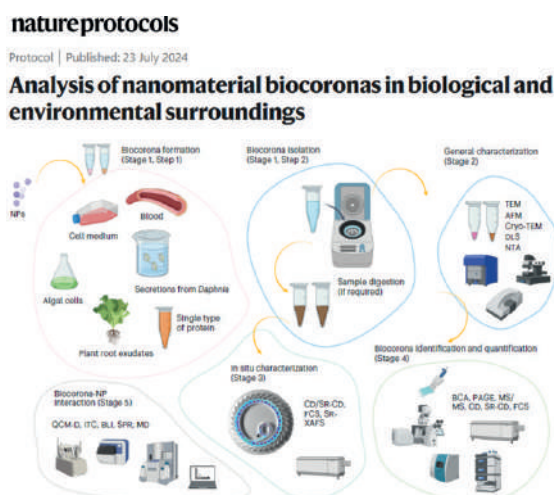 natureprotocols
Protocol | Published: 23 July 2024
Analysis of nanomaterial biocoronas in biological and
environmental surroundings
Biocorona formation
(Stage 1, Step 1)
NPs
Cell medium
Blood
Algal cells
Secretions from Daphnia
Plant root exudates
Single type
of protein
Biocorona isolation
(Stage 1, Step 2)
Sample digestion
(if required)
General characterization
(Stage 2)
TEM
AFM
Cryo-TEM
DLS
NTA
In situ characterization
(Stage 3)
CD/SR-CD,
FCS, SR-
XAFS
Biocorona identification and quantification
(Stage 4)
BCA, PAGE, MS/
MS, CD, SR-CD, FCS
Biocorona-NP
interaction (Stage 5)
QCM-D, ITC, BLI, SPR, MD